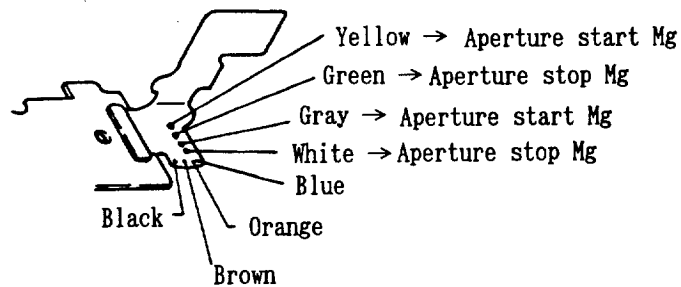 Yellow → Aperture start Mg
Green → Aperture stop Mg
Gray → Aperture start Mg
White → Aperture stop Mg
Blue
Black
Orange
Brown